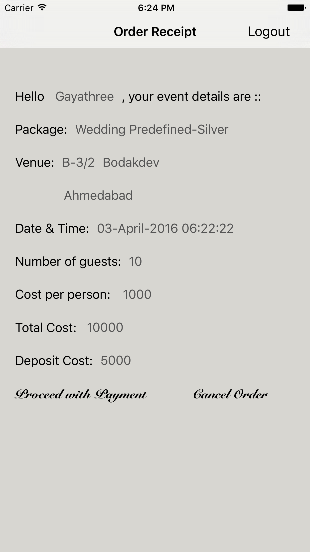 Carrier 6:24 PM
Order Receipt Logout
Hello Gayathree , your event details are ::
Package: Wedding Predefined-Silver
Venue: B-3/2 Bodakdev
Ahmedabad
Date & Time: 03-April-2016 06:22:22
Number of guests: 10
Cost per person: 1000
Total Cost: 10000
Deposit Cost: 5000
Proceed with Payment Cancel Order